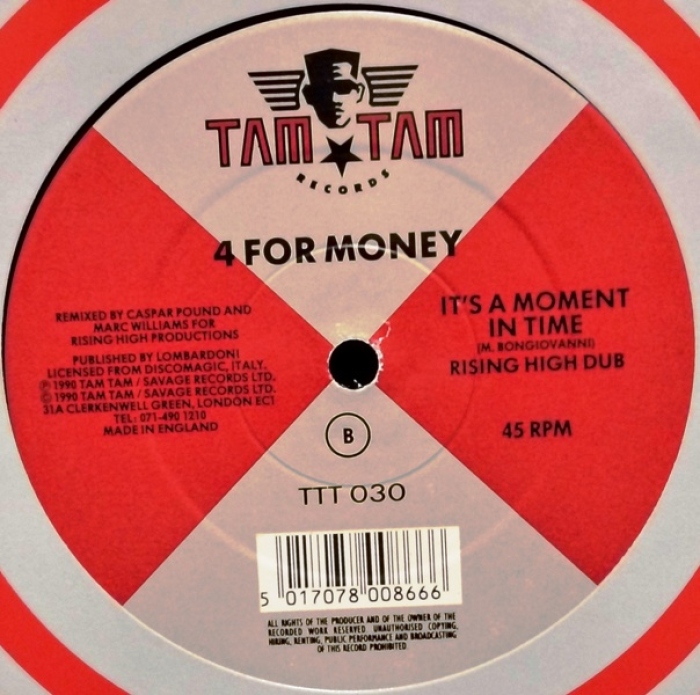 TAM TAM
RECORDS
4 FOR MONEY
REMIXED BY CASPAR POUND AND
MARC WILLIAMS FOR
RISING HIGH PRODUCTIONS
PUBLISHED BY LOMBARDONI
LICENSED FROM DISCOMAGIC, ITALY.
Ⓟ1990 TAM TAM / SAVAGE RECORDS LTD.
©1990 TAM TAM / SAVAGE RECORDS LTD.
31A CLERKENWELL GREEN, LONDON EC1
TEL: 071-490 1210
MADE IN ENGLAND
IT'S A MOMENT
IN TIME
(M. BONGIOVANNI)
RISING HIGH DUB
45 RPM
B
TTT 030
5 017078 008666
ALL RIGHTS OF THE PRODUCER AND OF THE OWNER OF THE
RECORDED WORK RESERVED. UNAUTHORISED COPYING,
HIRING, RENTING, PUBLIC PERFORMANCE AND BROADCASTING
OF THIS RECORD PROHIBITED.